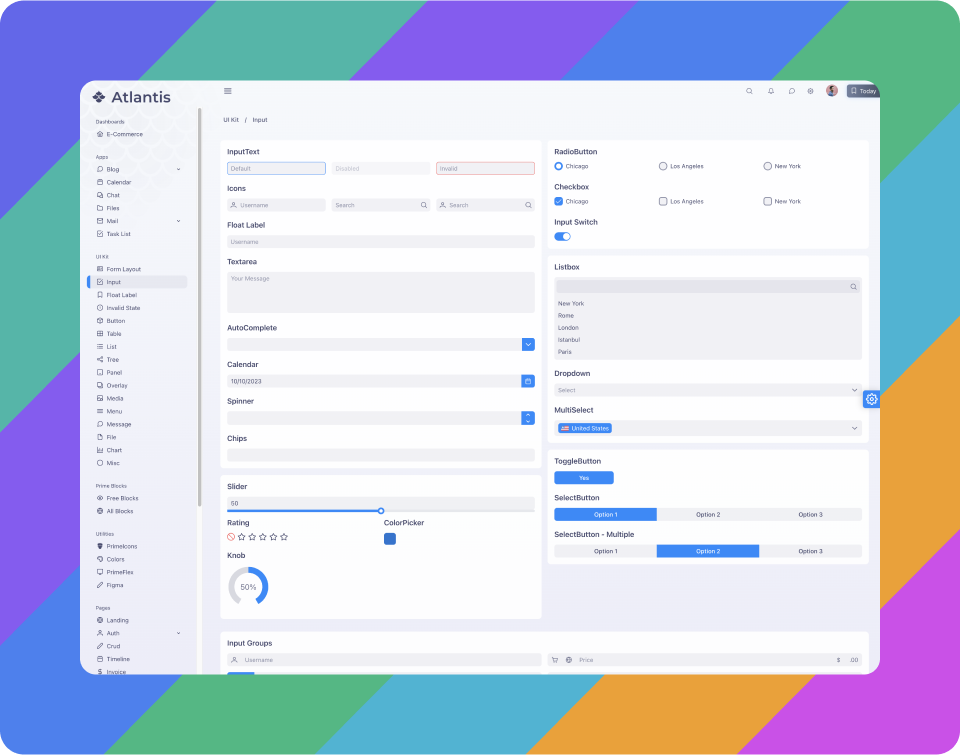 Atlantis
Today
Dashboards
E-Commerce
Apps
Blog
Calendar
Chat
Files
Mail
Task List
UI Kit
Form Layout
Input
Float Label
Invalid State
Button
Table
List
Tree
Panel
Overlay
Media
Menu
Message
File
Chart
Misc
Prime Blocks
Free Blocks
All Blocks
Utilities
PrimeIcons
Colors
PrimeFlex
Figma
Pages
Landing
Auth
Crud
Timeline
Invoice
UI Kit / Input
InputText
Default Disabled Invalid
Icons
Username Search Search
Float Label
Username
Textarea
Your Message
AutoComplete
Calendar
10/10/2023
Spinner
Chips
Slider
50
Rating ColorPicker
Knob
50%
RadioButton
Chicago Los Angeles New York
Checkbox
Chicago Los Angeles New York
Input Switch
Listbox
New York
Rome
London
Istanbul
Paris
Dropdown
Select
MultiSelect
United States
ToggleButton
Yes
SelectButton
Option 1 Option 2 Option 3
SelectButton - Multiple
Option 1 Option 2 Option 3
Input Groups
Username Price $ .00